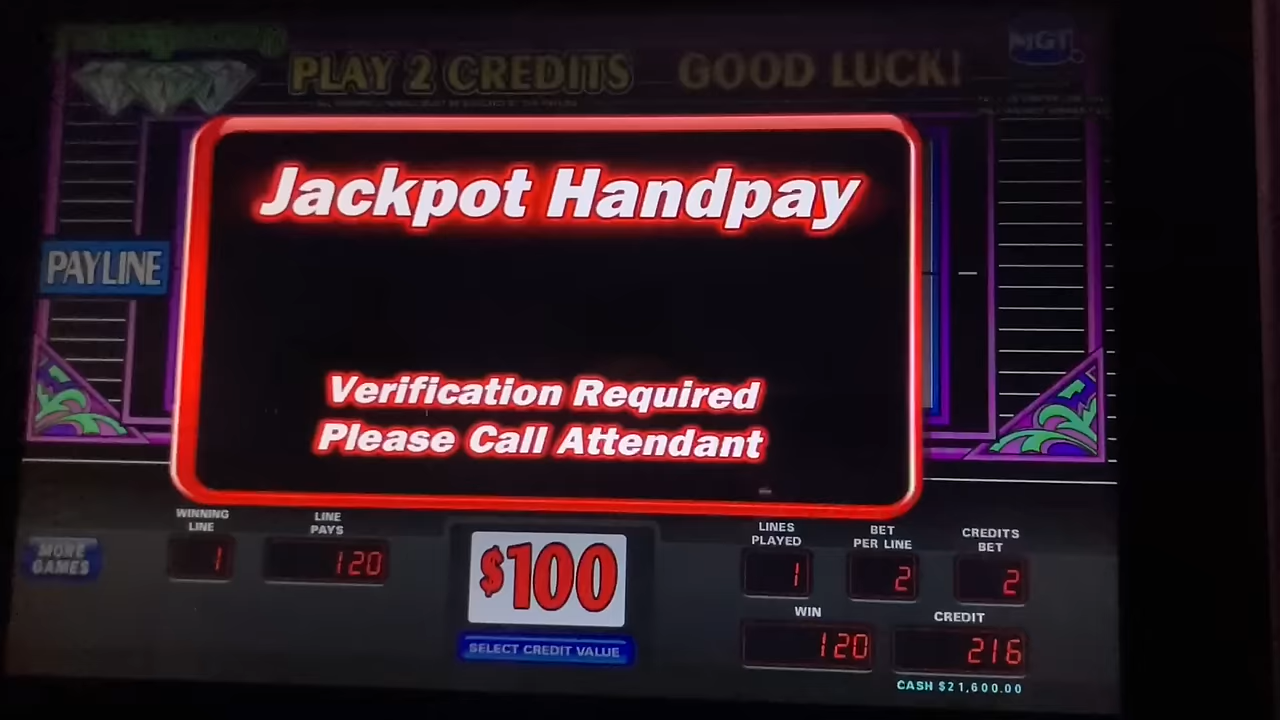 PLAY 2 CREDITS GOOD LUCK! MGT
Jackpot Handpay
PAYLINE
Verification Required
Please Call Attendant
MORE
GAMES
WINNING
LINE
1
LINE
PAYS
120
$100
SELECT CREDIT VALUE
LINES
PLAYED
1
BET
PER LINE
2
CREDITS
BET
2
WIN
120
CREDIT
216
CASH $21,600.00